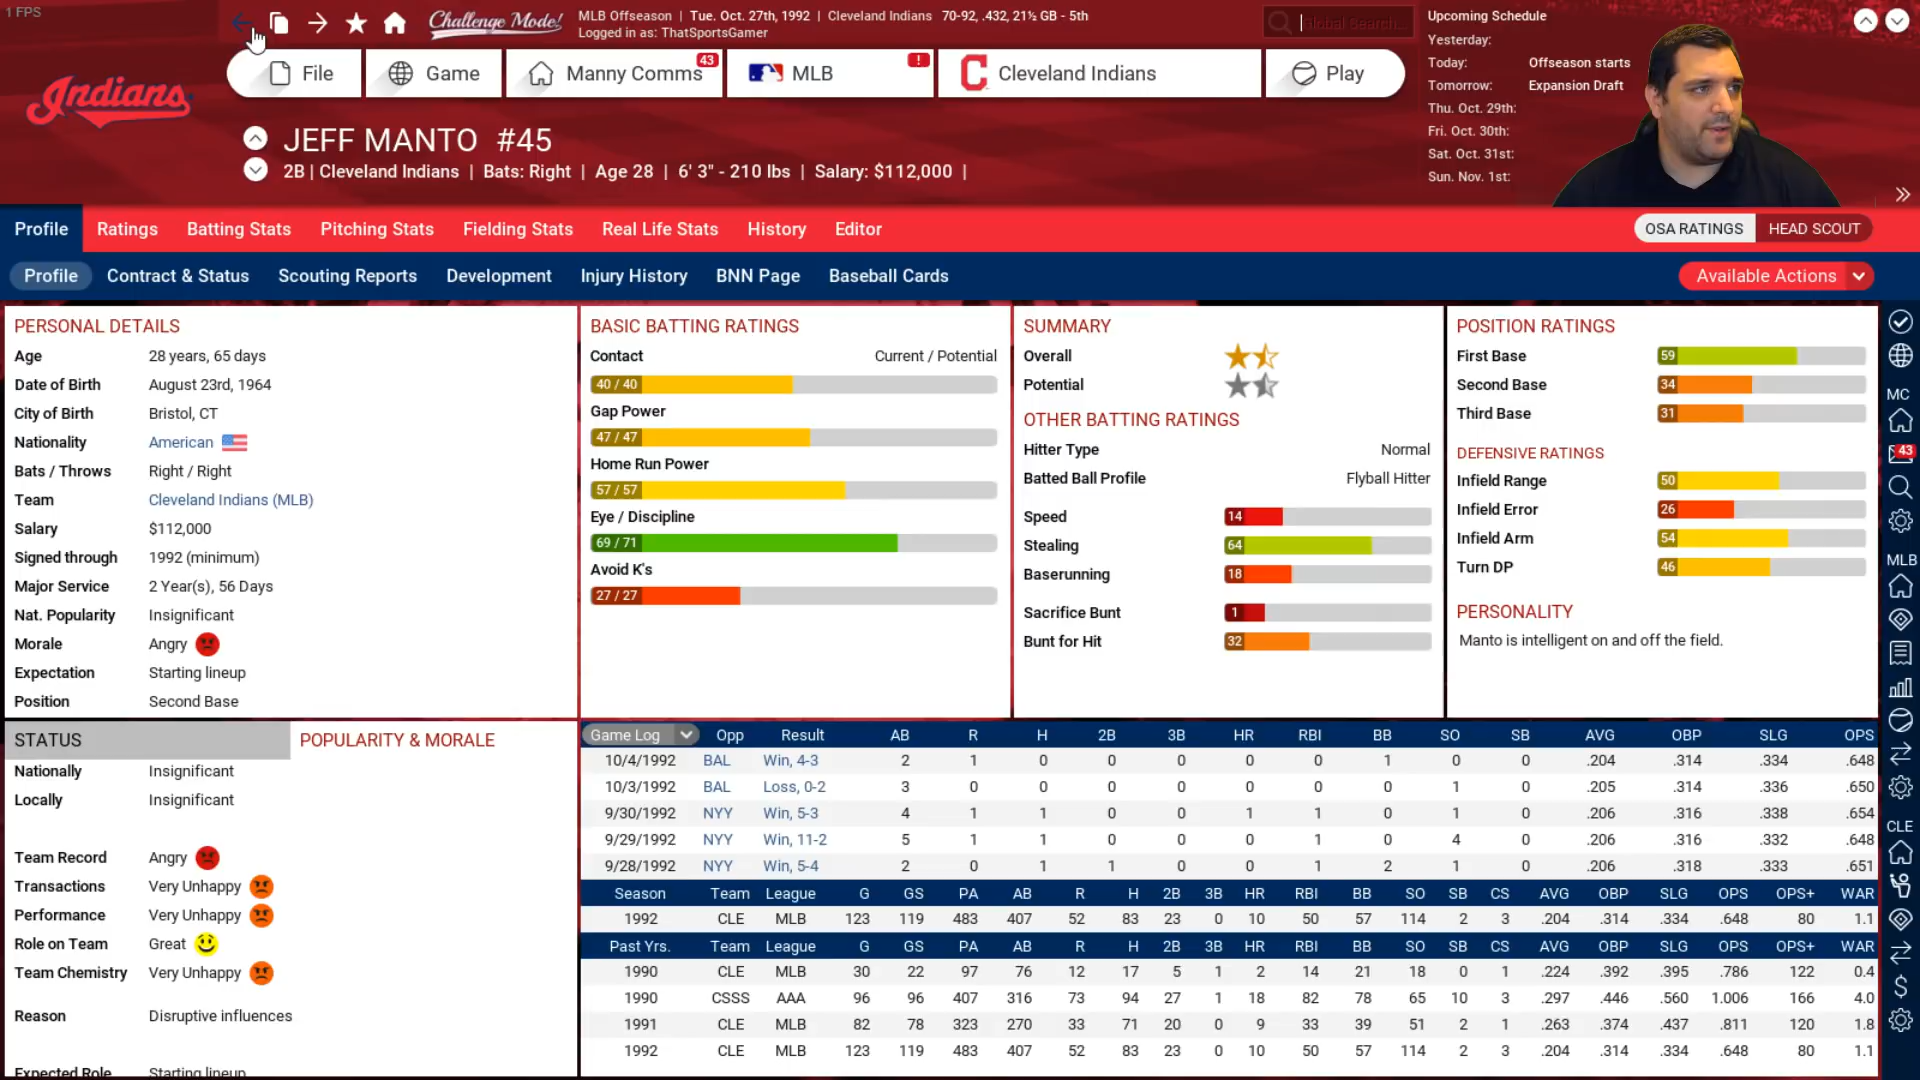 1 FPS
Challenge Mode!
MLB Offseason | Tue. Oct. 27th, 1992 | Cleveland Indians 70-92, .432, 21½ GB - 5th
Logged in as: ThatSportsGamer
Global Search...
Upcoming Schedule
Yesterday:
Today: Offseason starts
Tomorrow: Expansion Draft
Thu. Oct. 29th:
Fri. Oct. 30th:
Sat. Oct. 31st:
Sun. Nov. 1st:
Indians
File
Game
Manny Comms 43
MLB !
C Cleveland Indians
Play
JEFF MANTO #45
2B | Cleveland Indians | Bats: Right | Age 28 | 6' 3" - 210 lbs | Salary: $112,000 |
Profile Ratings Batting Stats Pitching Stats Fielding Stats Real Life Stats History Editor
OSA RATINGS HEAD SCOUT
Profile Contract & Status Scouting Reports Development Injury History BNN Page Baseball Cards
Available Actions
PERSONAL DETAILS
Age 28 years, 65 days
Date of Birth August 23rd, 1964
City of Birth Bristol, CT
Nationality American
Bats / Throws Right / Right
Team Cleveland Indians (MLB)
Salary $112,000
Signed through 1992 (minimum)
Major Service 2 Year(s), 56 Days
Nat. Popularity Insignificant
Morale Angry
Expectation Starting lineup
Position Second Base
BASIC BATTING RATINGS
Contact Current / Potential
40 / 40
Gap Power
47 / 47
Home Run Power
57 / 57
Eye / Discipline
69 / 71
Avoid K's
27 / 27
SUMMARY
Overall
Potential
OTHER BATTING RATINGS
Hitter Type Normal
Batted Ball Profile Flyball Hitter
Speed 14
Stealing 64
Baserunning 18
Sacrifice Bunt 1
Bunt for Hit 32
POSITION RATINGS
First Base 59
Second Base 34
Third Base 31
DEFENSIVE RATINGS
Infield Range 50
Infield Error 26
Infield Arm 54
Turn DP 46
PERSONALITY
Manto is intelligent on and off the field.
MC
43
MLB
CLE
STATUS
POPULARITY & MORALE
Nationally Insignificant
Locally Insignificant
Team Record Angry
Transactions Very Unhappy
Performance Very Unhappy
Role on Team Great
Team Chemistry Very Unhappy
Reason Disruptive influences
Expected Role Starting lineup
Game Log Opp Result AB R H 2B 3B HR RBI BB SO SB AVG OBP SLG OPS
10/4/1992 BAL Win, 4-3 2 1 0 0 0 0 0 1 0 0 .204 .314 .334 .648
10/3/1992 BAL Loss, 0-2 3 0 0 0 0 0 0 0 1 0 .205 .314 .336 .650
9/30/1992 NYY Win, 5-3 4 1 1 0 0 1 1 0 1 0 .206 .316 .338 .654
9/29/1992 NYY Win, 11-2 5 1 1 0 0 0 1 0 4 0 .206 .316 .332 .648
9/28/1992 NYY Win, 5-4 2 0 1 1 0 0 1 2 1 0 .206 .318 .333 .651
Season Team League G GS PA AB R H 2B 3B HR RBI BB SO SB CS AVG OBP SLG OPS OPS+ WAR
1992 CLE MLB 123 119 483 407 52 83 23 0 10 50 57 114 2 3 .204 .314 .334 .648 80 1.1
Past Yrs. Team League G GS PA AB R H 2B 3B HR RBI BB SO SB CS AVG OBP SLG OPS OPS+ WAR
1990 CLE MLB 30 22 97 76 12 17 5 1 2 14 21 18 0 1 .224 .392 .395 .786 122 0.4
1990 CSSS AAA 96 96 407 316 73 94 27 1 18 82 78 65 10 3 .297 .446 .560 1.006 166 4.0
1991 CLE MLB 82 78 323 270 33 71 20 0 9 33 39 51 2 1 .263 .374 .437 .811 120 1.8
1992 CLE MLB 123 119 483 407 52 83 23 0 10 50 57 114 2 3 .204 .314 .334 .648 80 1.1